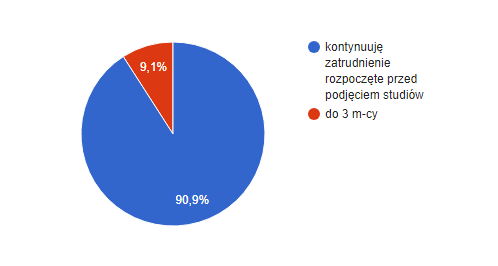 9,1%
90,9%
kontynuuję
zatrudnienie
rozpoczęte przed
podjęciem studiów
do 3 m-cy